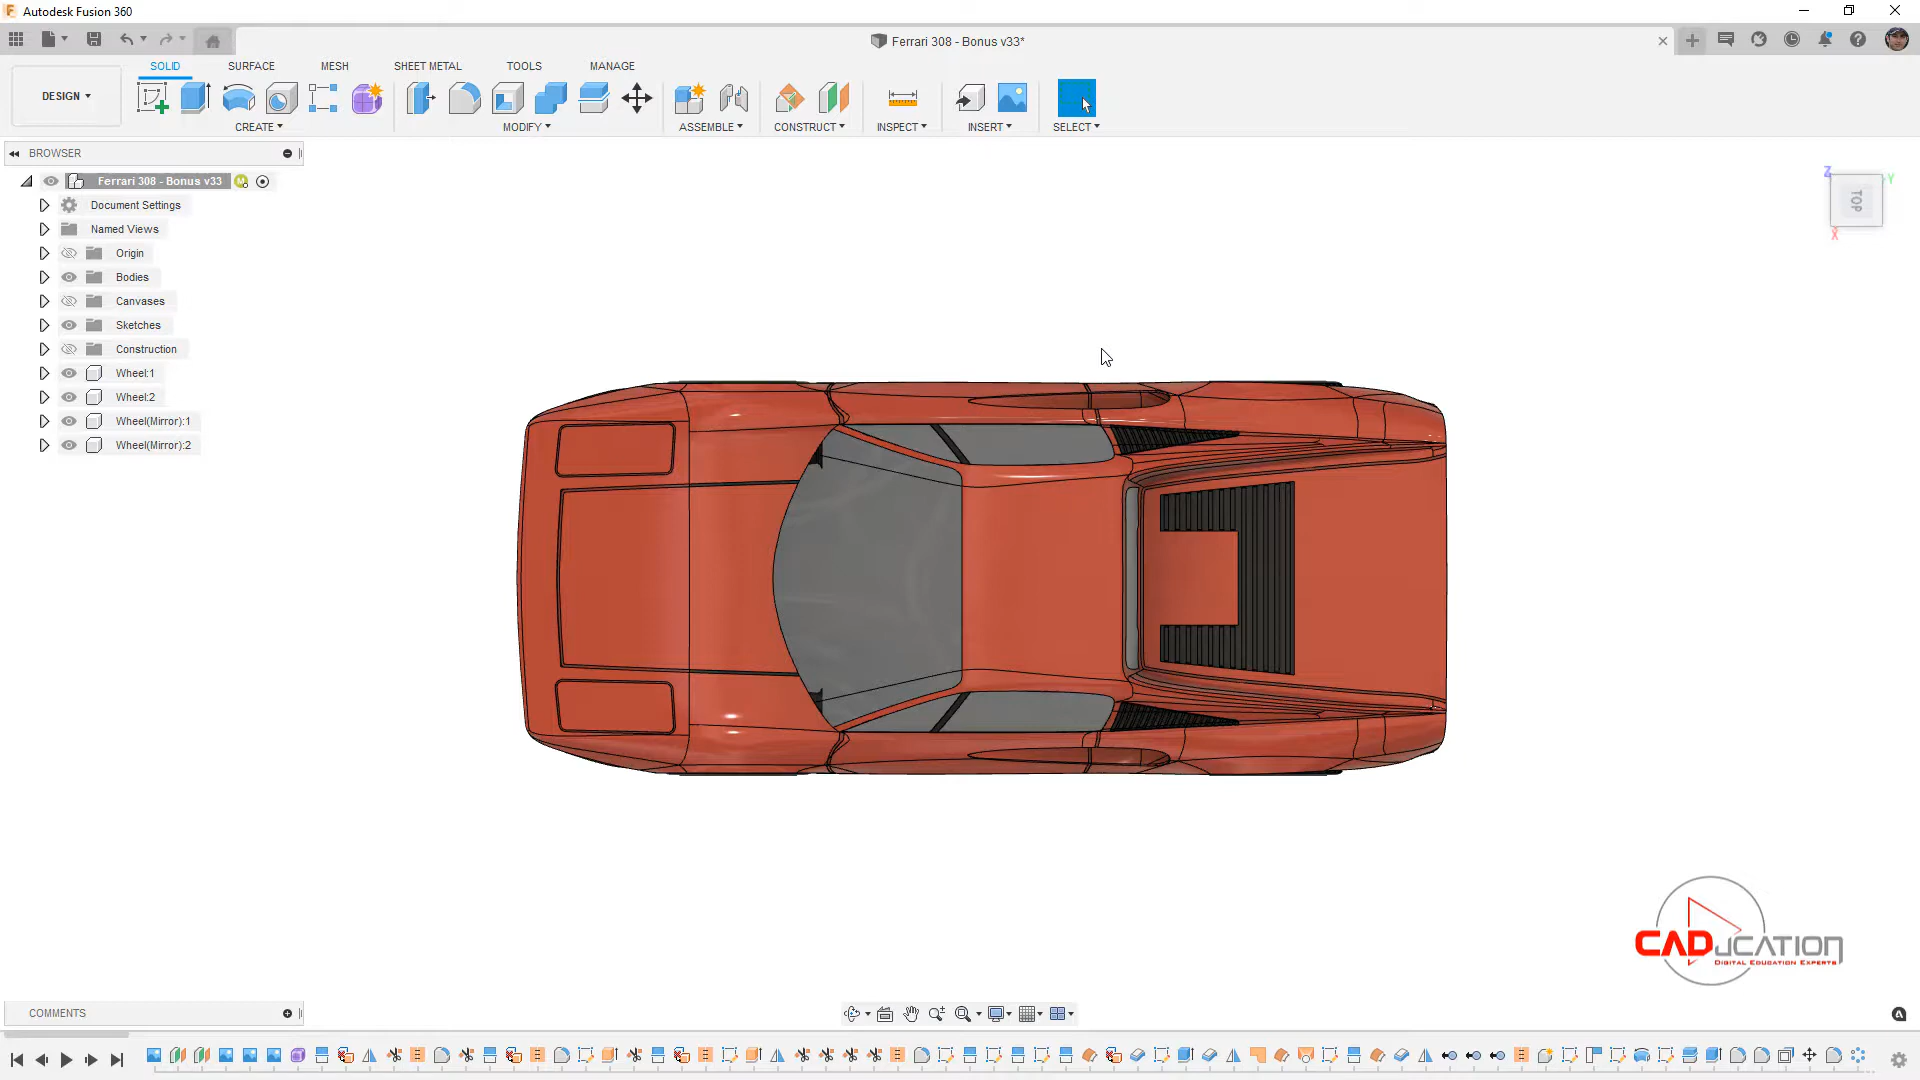 Autodesk Fusion 360
Ferrari 308 - Bonus v33*
SOLID SURFACE MESH SHEET METAL TOOLS MANAGE
DESIGN
CREATE MODIFY ASSEMBLE CONSTRUCT INSPECT INSERT SELECT
BROWSER
Ferrari 308 - Bonus v33
Document Settings
Named Views
Origin
Bodies
Canvases
Sketches
Construction
Wheel:1
Wheel:2
Wheel(Mirror):1
Wheel(Mirror):2
Z
Y
TOP
X
CADUCATION
Digital Education Experts
COMMENTS